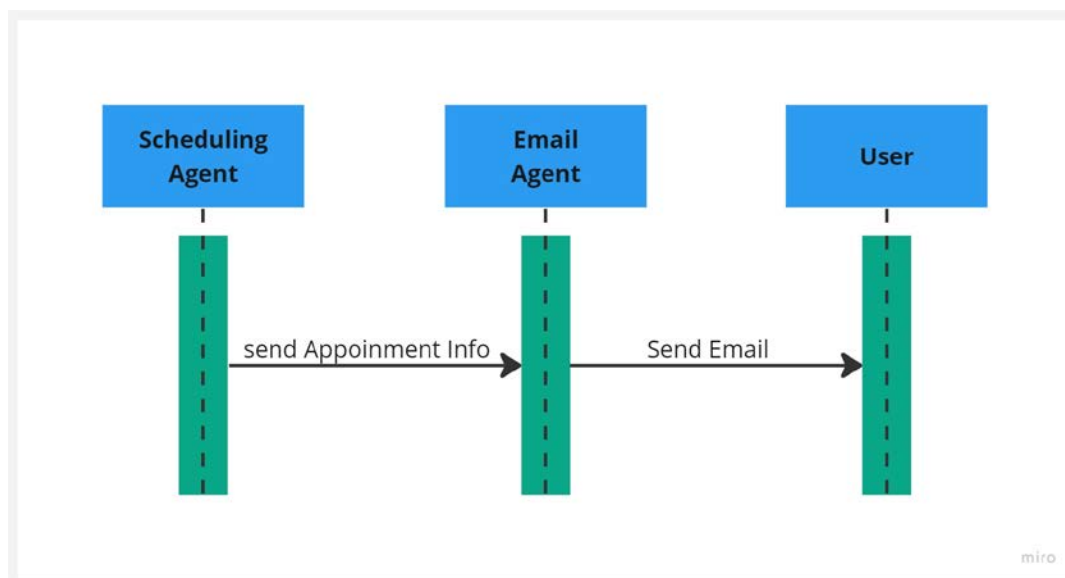 Scheduling
Agent
Email
Agent
User
send Appoinment Info
Send Email
miro